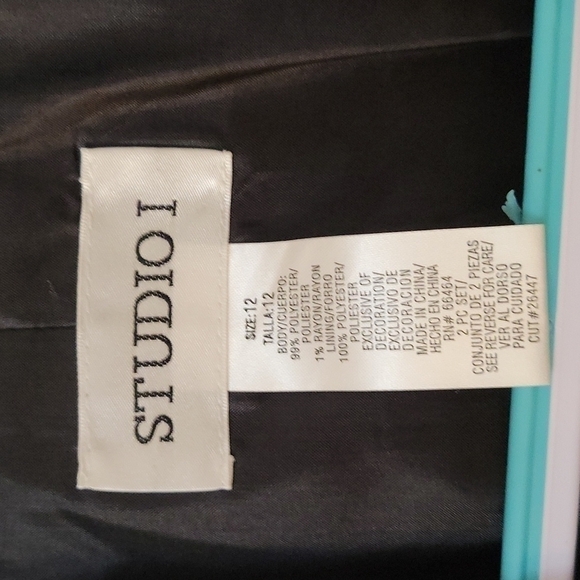 STUDIO I
SIZE:12
TALLA:12
BODY/CUERPO:
99% POLYESTER/
POLIESTER
1% RAYON/RAYON
LINING/FORRO
100% POLYESTER/
POLIESTER
EXCLUSIVE OF
DECORATION/
EXCLUSIVO DE
DECORACION
MADE IN CHINA/
HECHO EN CHINA
RN# 66464
2 PC SET/
CONJUNTO DE 2 PIEZAS
SEE REVERSE FOR CARE/
VER AL DORSO
PARA CUIDADO
CUT#26447